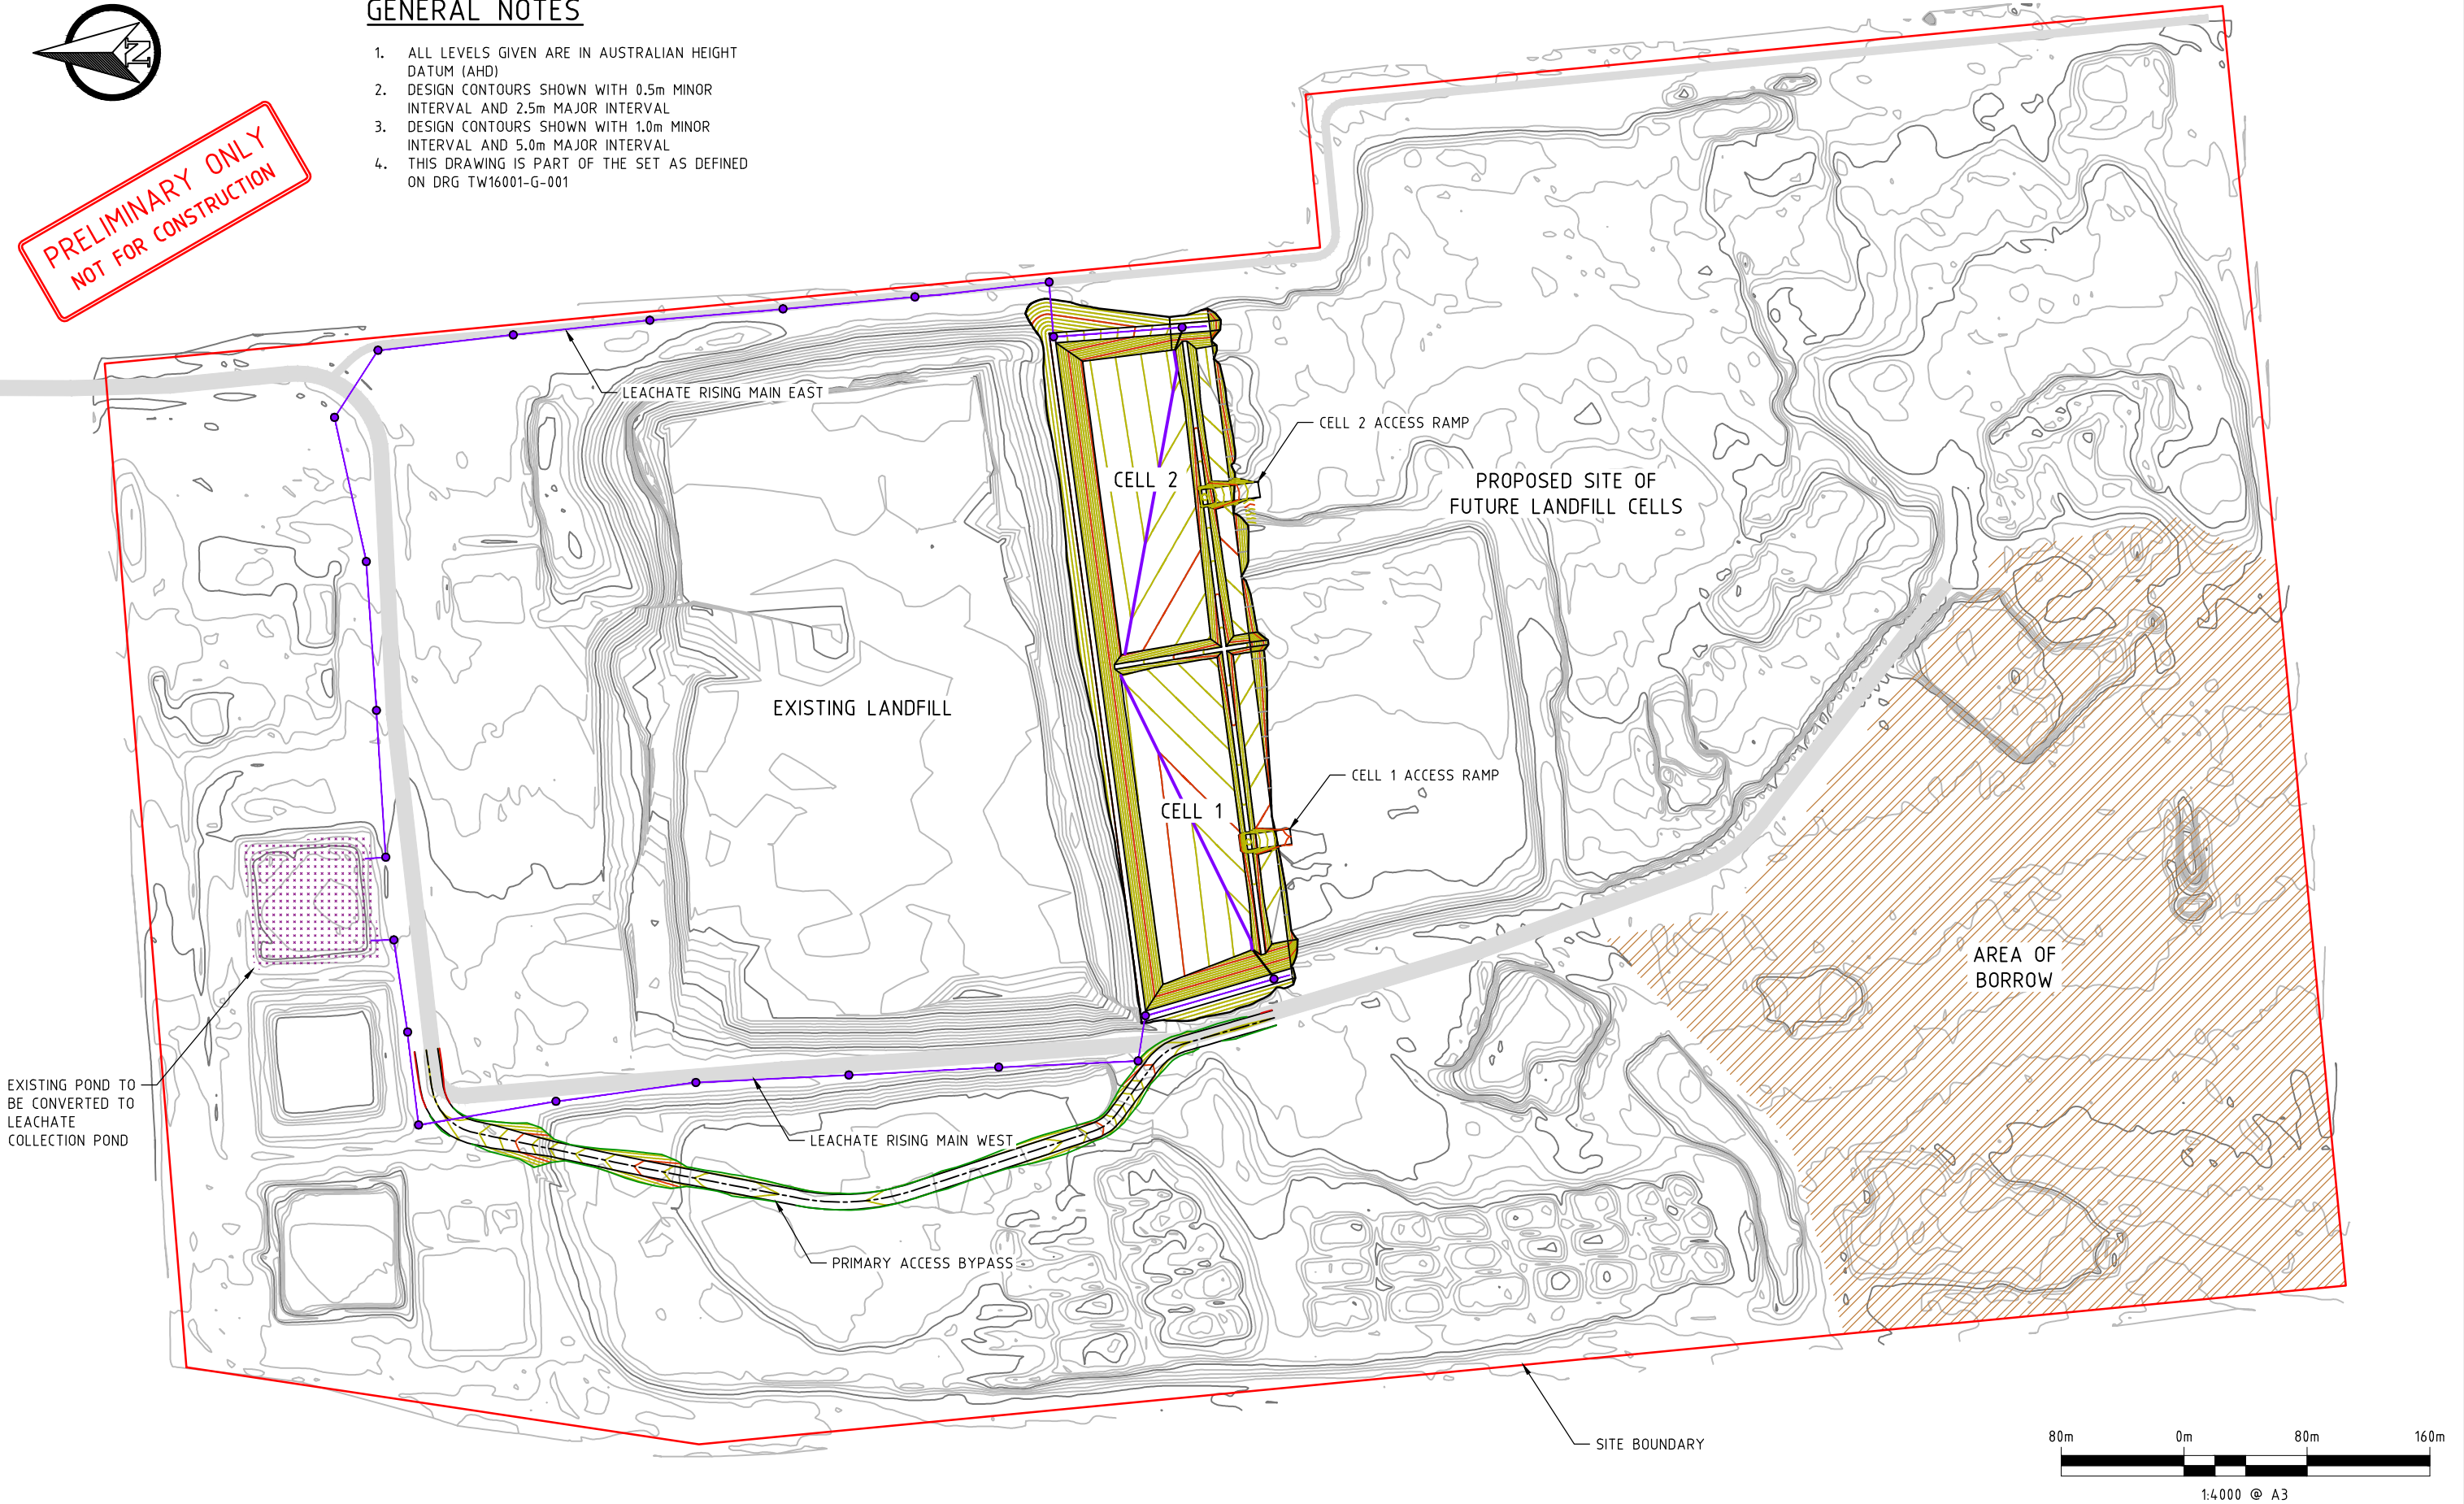 GENERAL NOTES
1. ALL LEVELS GIVEN ARE IN AUSTRALIAN HEIGHT
DATUM (AHD)
2. DESIGN CONTOURS SHOWN WITH 0.5m MINOR
INTERVAL AND 2.5m MAJOR INTERVAL
3. DESIGN CONTOURS SHOWN WITH 1.0m MINOR
INTERVAL AND 5.0m MAJOR INTERVAL
4. THIS DRAWING IS PART OF THE SET AS DEFINED
ON DRG TW16001-G-001
N
PRELIMINARY ONLY
NOT FOR CONSTRUCTION
LEACHATE RISING MAIN EAST
CELL 2 ACCESS RAMP
CELL 2
PROPOSED SITE OF
FUTURE LANDFILL CELLS
EXISTING LANDFILL
CELL 1 ACCESS RAMP
CELL 1
AREA OF
BORROW
EXISTING POND TO
BE CONVERTED TO
LEACHATE
COLLECTION POND
LEACHATE RISING MAIN WEST
PRIMARY ACCESS BYPASS
SITE BOUNDARY
80m 0m 80m 160m
1:4000 @ A3